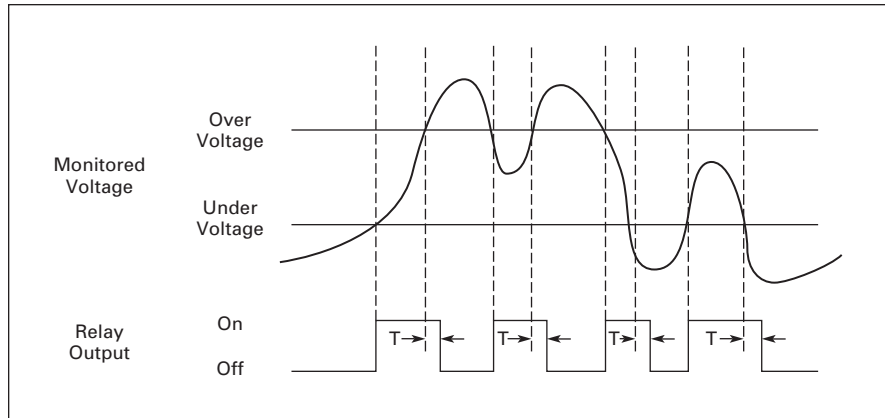 Over
Voltage
Monitored
Voltage
Under
Voltage
On
Relay
Output
Off
T
T
T
T